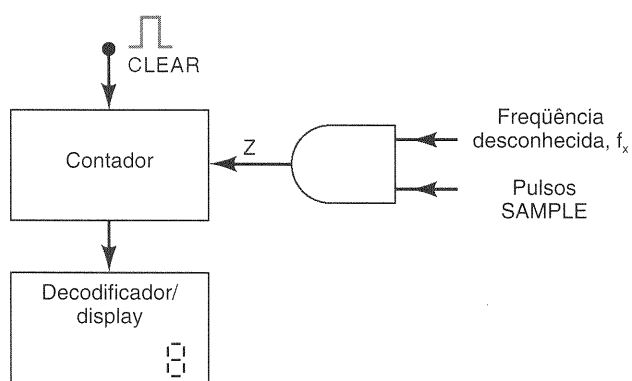 CLEAR
Contador
Z
Freqüência
desconhecida, fx
Pulsos
SAMPLE
Decodificador/
display
8